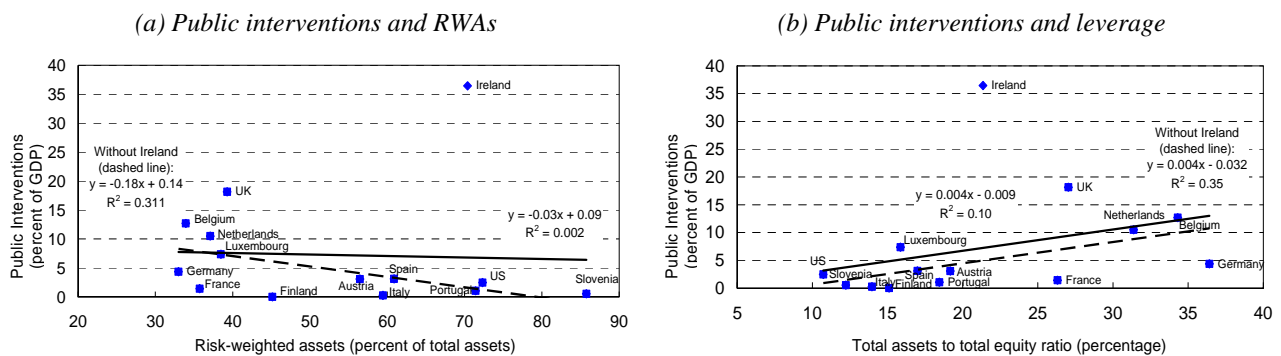 (a) Public interventions and RWAs
Public Interventions
(percent of GDP)
40
35
30
25
20
15
10
5
0
Ireland
Without Ireland
(dashed line):
y = -0.18x + 0.14
R² = 0.311
UK
Belgium
Netherlands
Luxembourg
y = -0.03x + 0.09
R² = 0.002
Germany
France
Finland
Austria
Spain
Italy
Portugal
US
Slovenia
20 30 40 50 60 70 80 90
Risk-weighted assets (percent of total assets)
(b) Public interventions and leverage
Public Interventions
(percent of GDP)
40
35
30
25
20
15
10
5
0
Ireland
Without Ireland
(dashed line):
y = 0.004x - 0.032
R² = 0.35
y = 0.004x - 0.009
R² = 0.10
UK
Netherlands
Belgium
Luxembourg
US
Slovenia
Italy
Finland
Spain
Austria
Portugal
France
Germany
5 10 15 20 25 30 35 40
Total assets to total equity ratio (percentage)